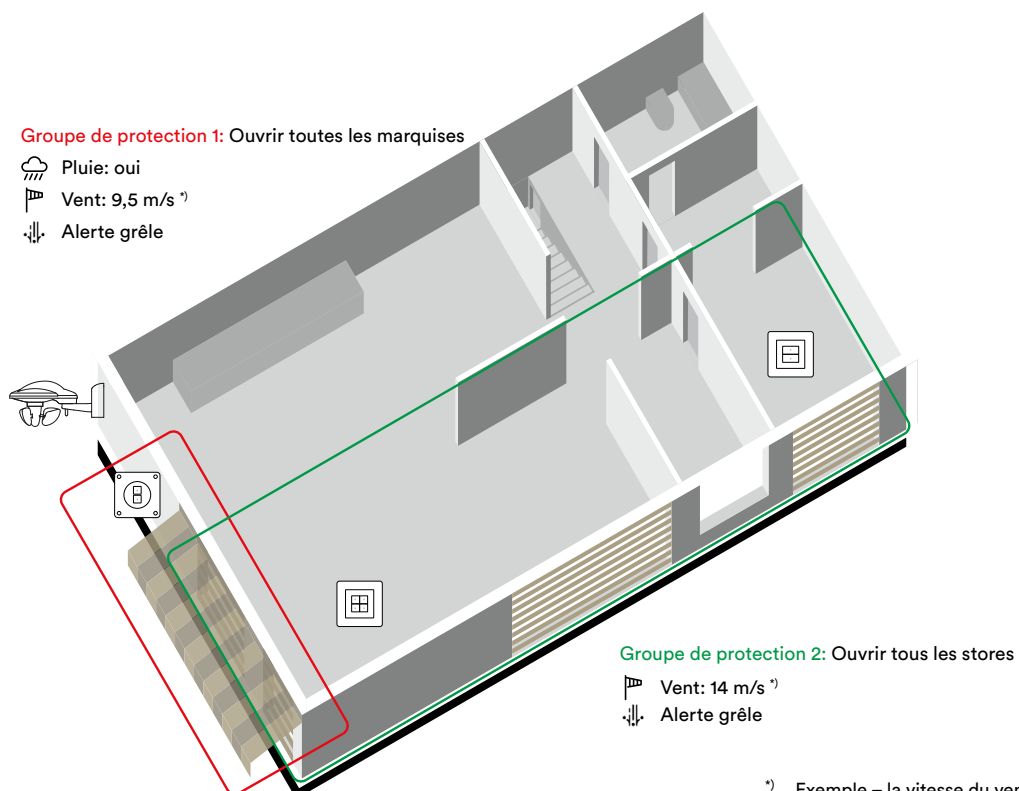 Groupe de protection 1: Ouvrir toutes les marquises
Pluie: oui
Vent: 9,5 m/s *)
Alerte grêle
Groupe de protection 2: Ouvrir tous les stores
Vent: 14 m/s *)
Alerte grêle
*) Exemple – la vitesse du ven